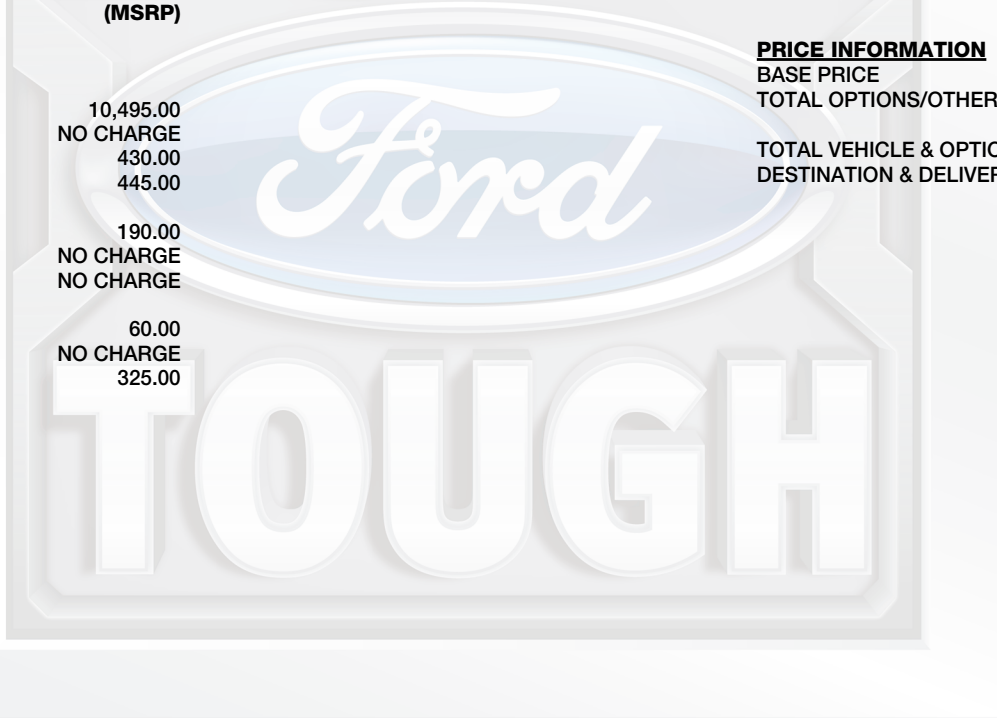 (MSRP)
10,495.00
NO CHARGE
430.00
445.00
190.00
NO CHARGE
NO CHARGE
60.00
NO CHARGE
325.00
PRICE INFORMATION
BASE PRICE
TOTAL OPTIONS/OTHER
TOTAL VEHICLE & OPTIO
DESTINATION & DELIVER
Ford
TOUGH